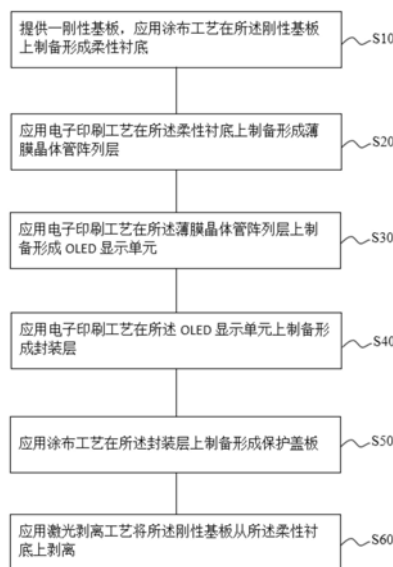 提供一刚性基板，应用涂布工艺在所述刚性基板
上制备形成柔性衬底
S10
应用电子印刷工艺在所述柔性衬底上制备形成薄
膜晶体管阵列层
S20
应用电子印刷工艺在所述薄膜晶体管阵列层上制
备形成 OLED 显示单元
S30
应用电子印刷工艺在所述 OLED 显示单元上制备形
成封装层
S40
应用涂布工艺在所述封装层上制备形成保护盖板
S50
应用激光剥离工艺将所述刚性基板从所述柔性衬
底上剥离
S60